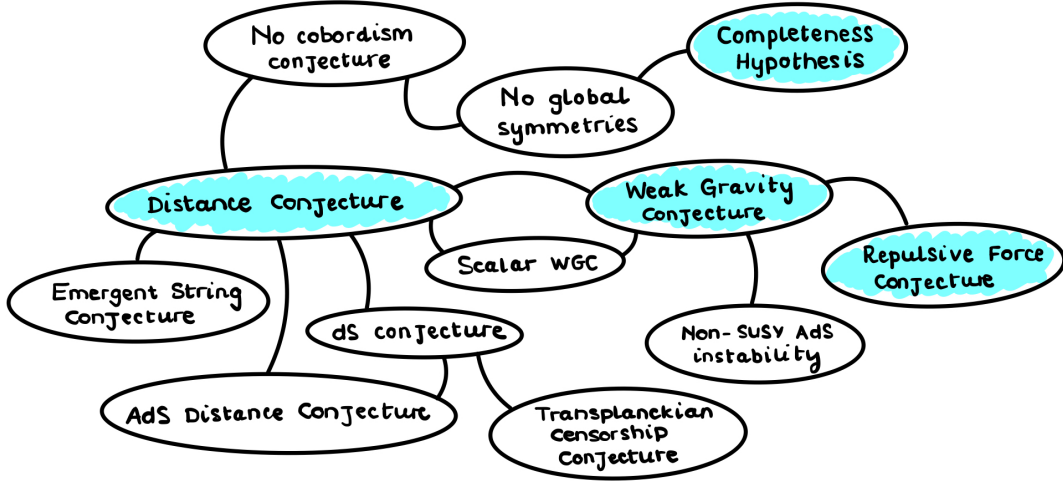 No cobordism
conjecture
Completeness
Hypothesis
No global
symmetries
Distance Conjecture
Weak Gravity
Conjecture
Scalar WGC
Repulsive Force
Conjecture
Emergent String
Conjecture
dS conjecture
Non-SUSY AdS
instability
AdS Distance Conjecture
Transplanckian
Censorship
Conjecture